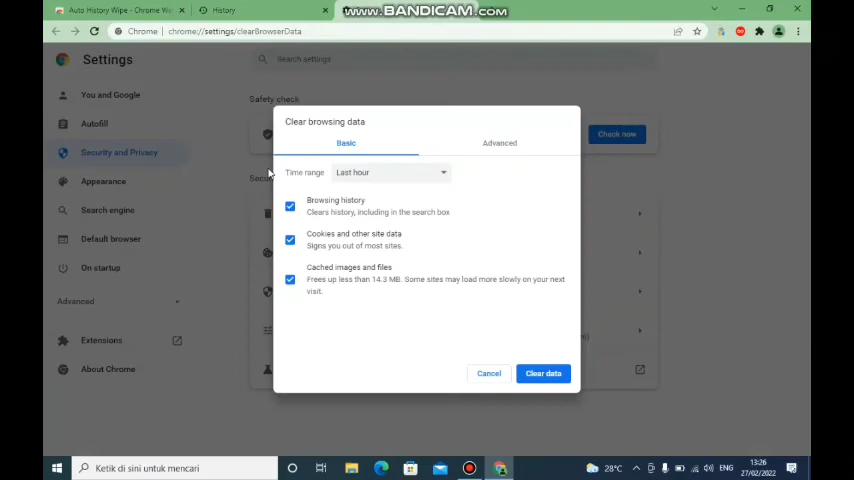 Auto History Wipe - Chrome We
History
www.BANDICAM.com
Chrome
chrome://settings/clearBrowserData
Settings
Search settings
You and Google
Autofill
Security and Privacy
Appearance
Search engine
Default browser
On startup
Advanced
Extensions
About Chrome
Safety check
Check now
Secu
Clear browsing data
Basic
Advanced
Time range
Last hour
Browsing history
Clears history, including in the search box
Cookies and other site data
Signs you out of most sites.
Cached images and files
Frees up less than 14.3 MB. Some sites may load more slowly on your next
visit.
Cancel
Clear data
Ketik di sini untuk mencari
28°C
ENG
13:26
27/02/2022